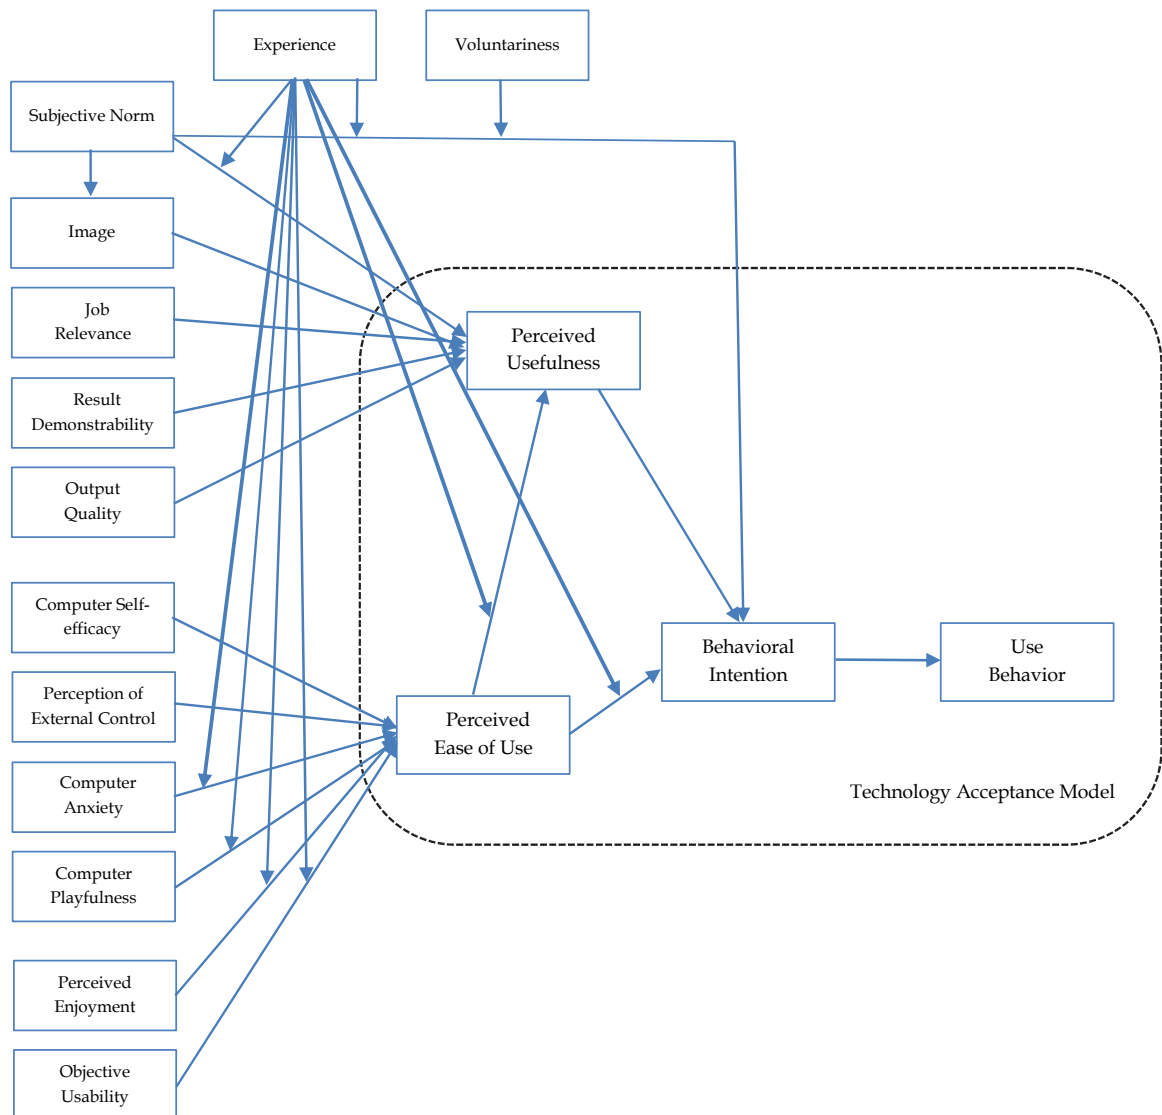 Experience
Voluntariness
Subjective Norm
Image
Job
Relevance
Perceived
Usefulness
Result
Demonstrability
Output
Quality
Computer Self-
efficacy
Behavioral
Intention
Use
Behavior
Perception of
External Control
Perceived
Ease of Use
Computer
Anxiety
Technology Acceptance Model
Computer
Playfulness
Perceived
Enjoyment
Objective
Usability